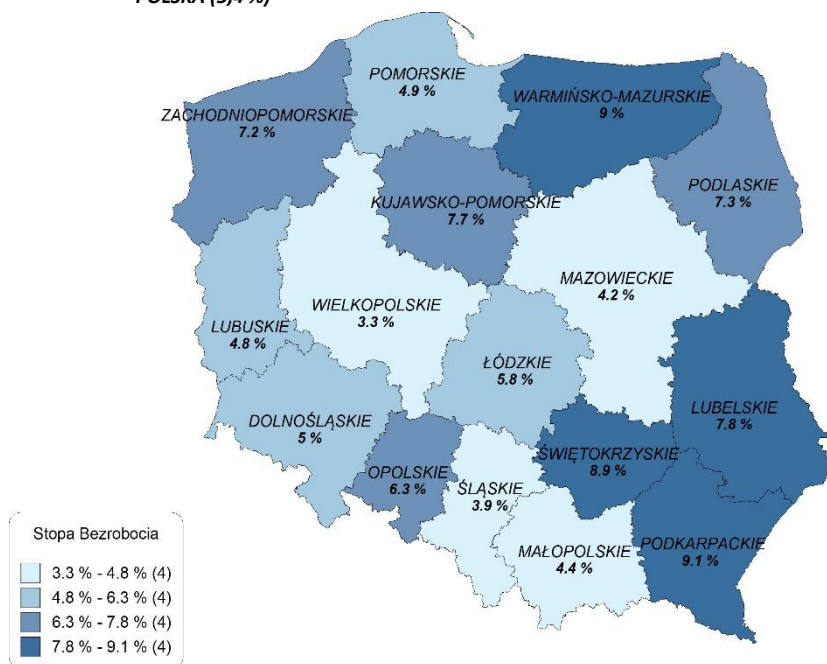 POLSKA (5,4 %)
POMORSKIE
4.9 %
WARMIŃSKO-MAZURSKIE
9 %
ZACHODNIOPOMORSKIE
7.2 %
PODLASKIE
7.3 %
KUJAWSKO-POMORSKIE
7.7 %
MAZOWIECKIE
4.2 %
WIELKOPOLSKIE
3.3 %
LUBUSKIE
4.8 %
ŁÓDZKIE
5.8 %
LUBELSKIE
7.8 %
DOLNOŚLĄSKIE
5 %
ŚWIĘTOKRZYSKIE
8.9 %
OPOLSKIE
6.3 %
ŚLĄSKIE
3.9 %
MAŁOPOLSKIE
4.4 %
PODKARPACKIE
9.1 %
Stopa Bezrobocia
3.3 % - 4.8 % (4)
4.8 % - 6.3 % (4)
6.3 % - 7.8 % (4)
7.8 % - 9.1 % (4)